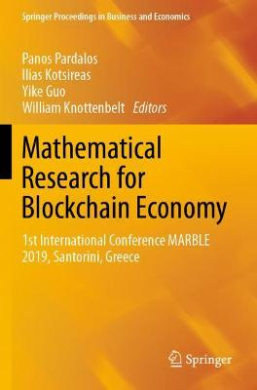 Springer Proceedings in Business and Economics
Panos Pardalos
Ilias Kotsireas
Yike Guo
William Knottenbelt Editors
Mathematical
Research for
Blockchain Economy
1st International Conference MARBLE
2019, Santorini, Greece
Springer